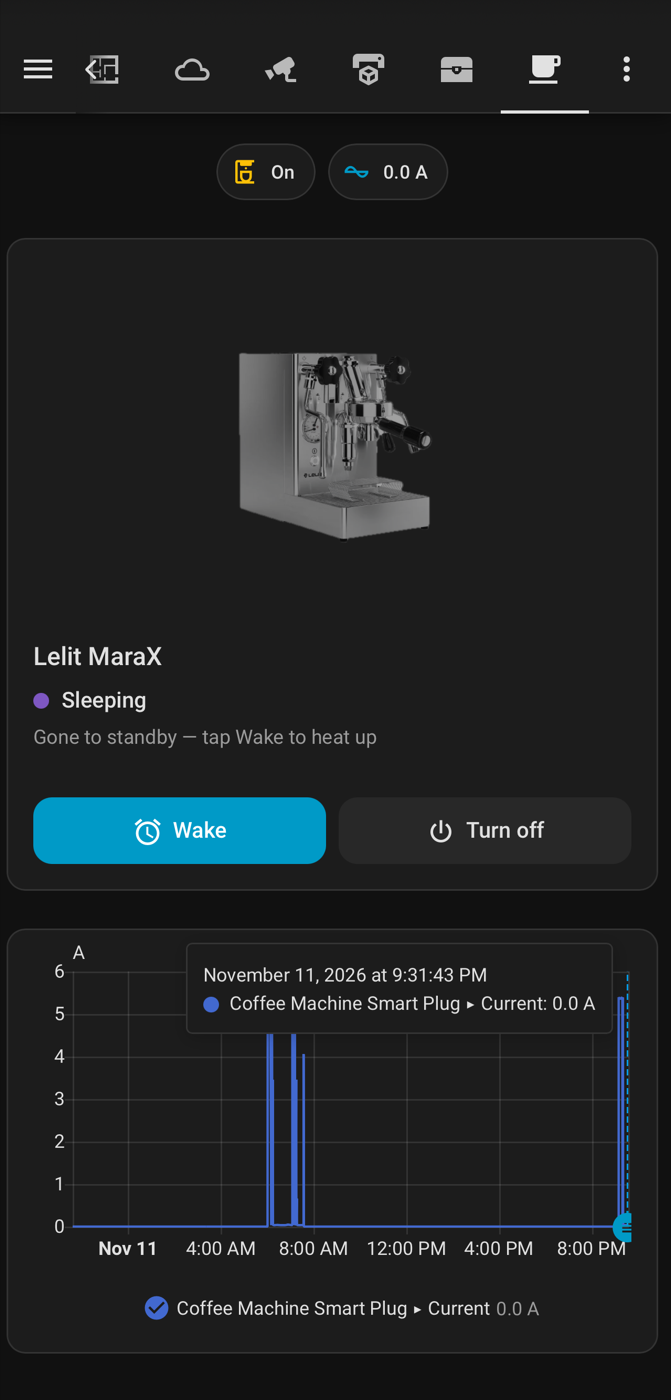 On
0.0 A
Lelit MaraX
Sleeping
Gone to standby — tap Wake to heat up
Wake
Turn off
A
November 11, 2026 at 9:31:43 PM
Coffee Machine Smart Plug ▸ Current: 0.0 A
6
5
4
3
2
1
0
Nov 11
4:00 AM
8:00 AM
12:00 PM
4:00 PM
8:00 PM
Coffee Machine Smart Plug ▸ Current 0.0 A